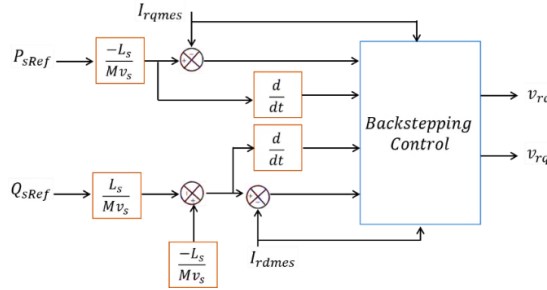 I_rqmes
P_sRef
-L_s / Mv_s
d / dt
d / dt
Backstepping
Control
v_rd
v_rq
Q_sRef
L_s / Mv_s
-L_s / Mv_s
I_rdmes